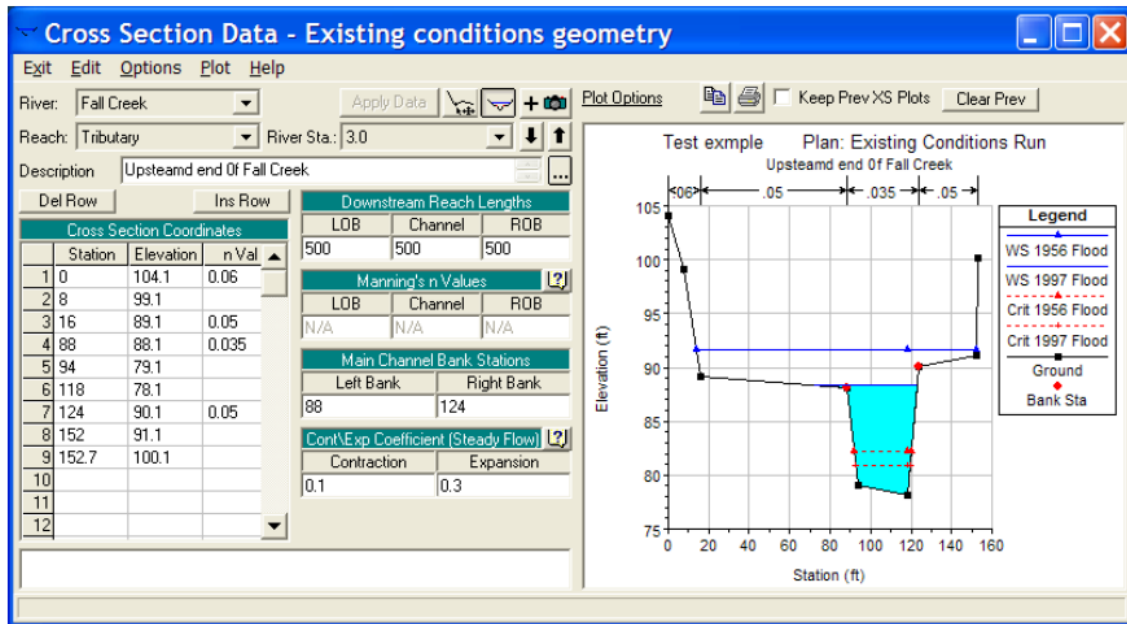 Cross Section Data - Existing conditions geometry
Exit Edit Options Plot Help
River: Fall Creek Apply Data + Plot Options Keep Prev XS Plots Clear Prev
Reach: Tributary River Sta.: 3.0
Description Upsteamd end 0f Fall Creek ...
Del Row Ins Row
Cross Section Coordinates
Station Elevation n Val
1 0 104.1 0.06
2 8 99.1
3 16 89.1 0.05
4 88 88.1 0.035
5 94 79.1
6 118 78.1
7 124 90.1 0.05
8 152 91.1
9 152.7 100.1
10
11
12
Downstream Reach Lengths
LOB Channel ROB
500 500 500
Manning's n Values
LOB Channel ROB
N/A N/A N/A
Main Channel Bank Stations
Left Bank Right Bank
88 124
Cont\Exp Coefficient (Steady Flow)
Contraction Expansion
0.1 0.3
Test exmple Plan: Existing Conditions Run
Upsteamd end 0f Fall Creek
.06 .05 .035 .05
105
100
95
90
85
80
75
Elevation (ft)
0 20 40 60 80 100 120 140 160
Station (ft)
Legend
WS 1956 Flood
WS 1997 Flood
Crit 1956 Flood
Crit 1997 Flood
Ground
Bank Sta